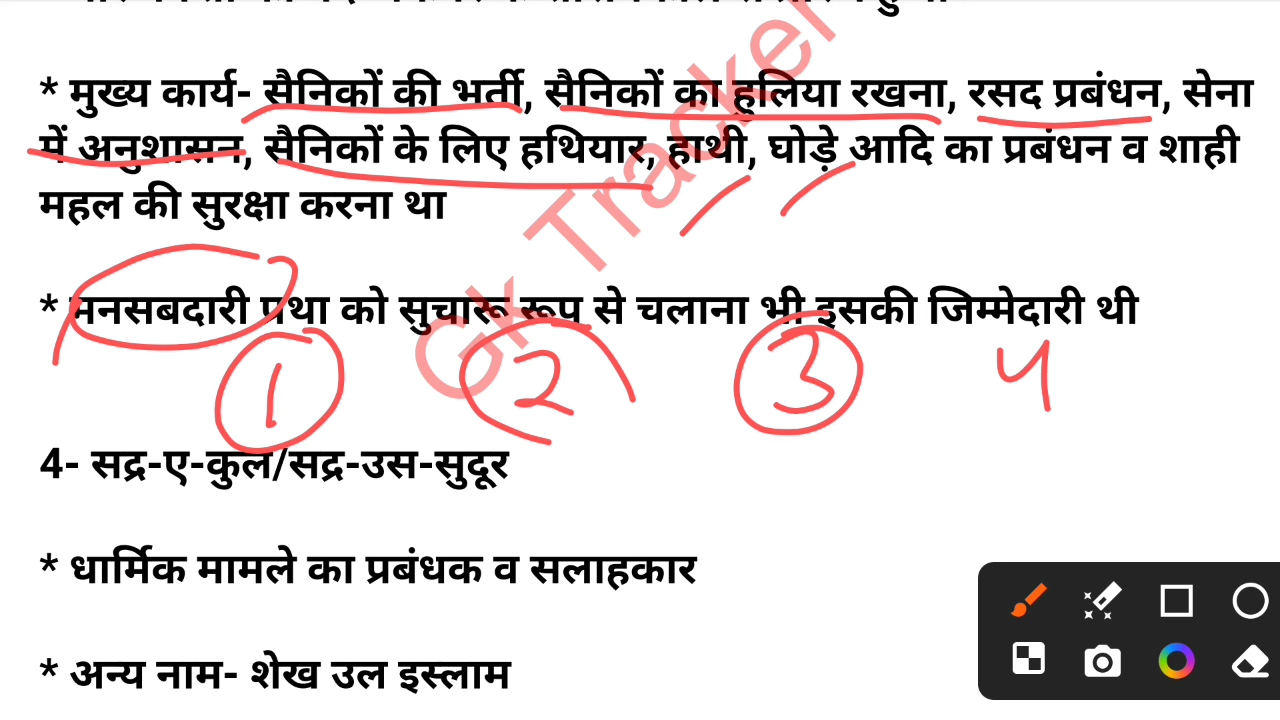 * मुख्य कार्य- सैनिकों की भर्ती, सैनिकों का हुलिया रखना, रसद प्रबंधन, सेना
में अनुशासन, सैनिकों के लिए हथियार, हाथी, घोड़े आदि का प्रबंधन व शाही
महल की सुरक्षा करना था
* मनसबदारी प्रथा को सुचारू रूप से चलाना भी इसकी जिम्मेदारी थी
1 2 3 4
4- सद्र-ए-कुल/सद्र-उस-सुदूर
* धार्मिक मामले का प्रबंधक व सलाहकार
* अन्य नाम- शेख उल इस्लाम
Gk Tracker